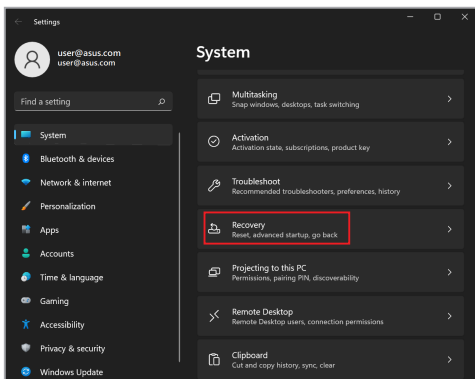 Settings
user@asus.com
user@asus.com
Find a setting
System
Bluetooth & devices
Network & internet
Personalization
Apps
Accounts
Time & language
Gaming
Accessibility
Privacy & security
Windows Update
System
Multitasking
Snap windows, desktops, task switching
Activation
Activation state, subscriptions, product key
Troubleshoot
Recommended troubleshooters, preferences, history
Recovery
Reset, advanced startup, go back
Projecting to this PC
Permissions, pairing PIN, discoverability
Remote Desktop
Remote Desktop users, connection permissions
Clipboard
Cut and copy history, sync, clear